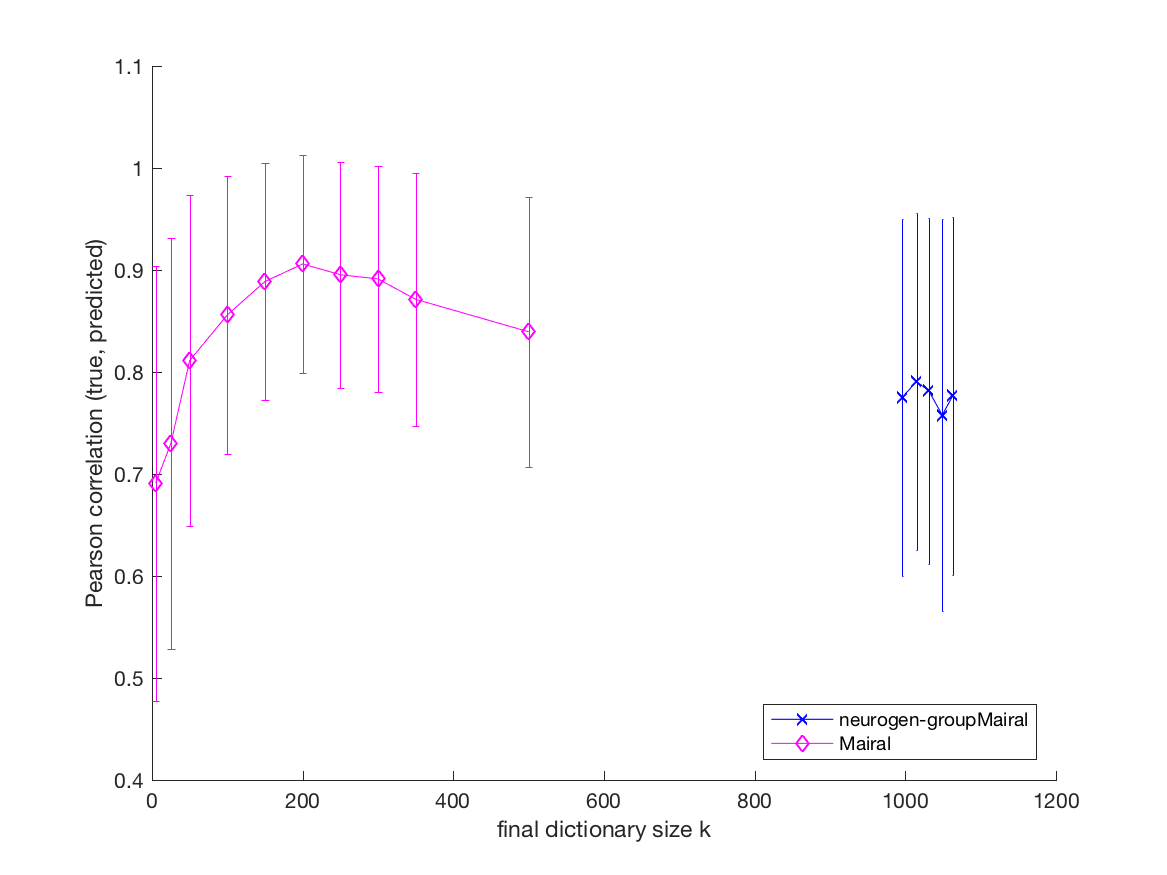 1.1
1
0.9
0.8
0.7
0.6
0.5
0.4
Pearson correlation (true, predicted)
0 200 400 600 800 1000 1200
final dictionary size k
neurogen-groupMairal
Mairal